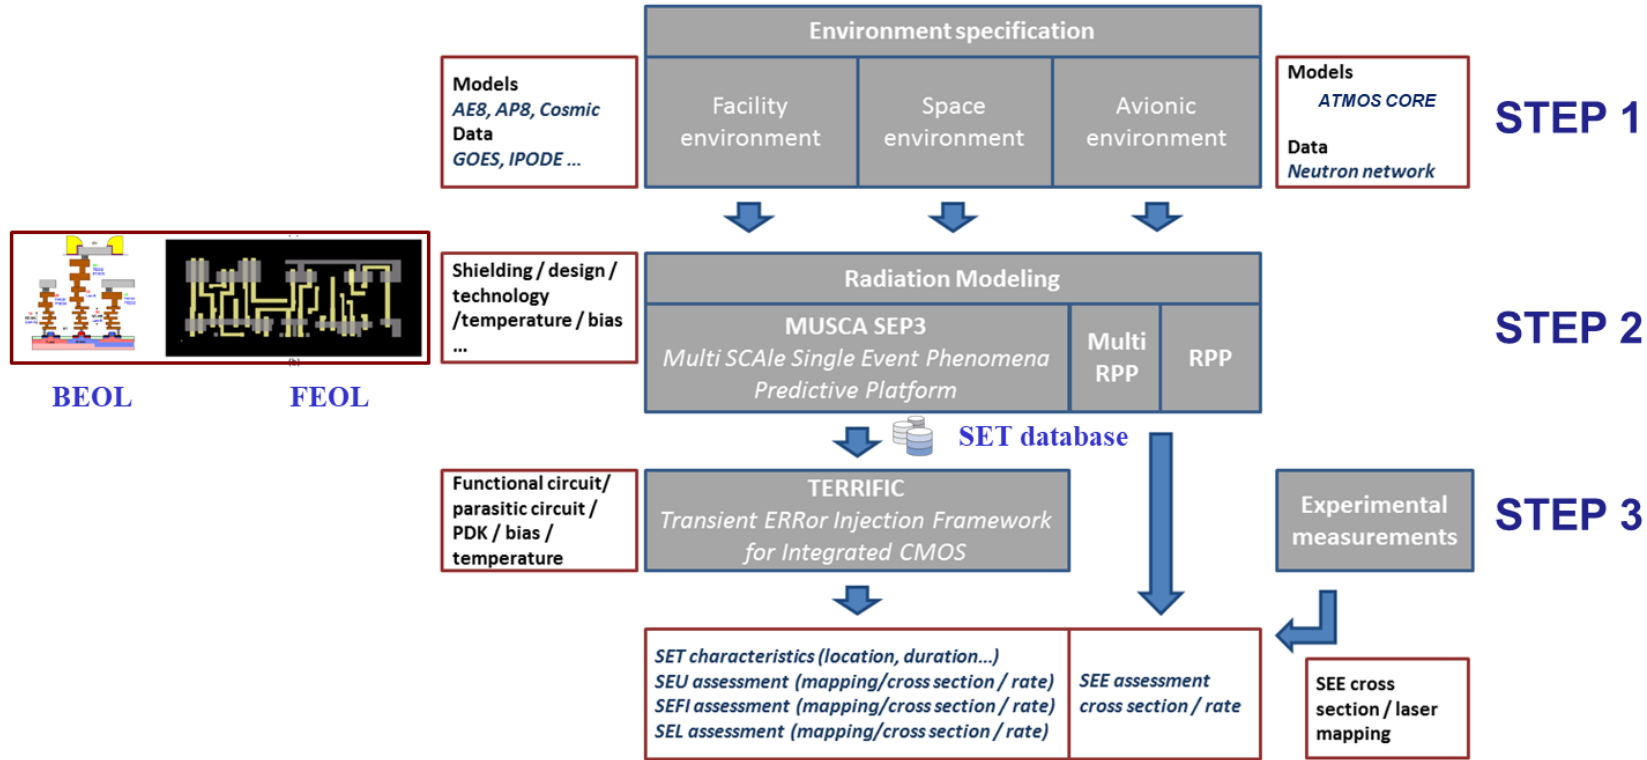 Environment specification
Models
AE8, AP8, Cosmic
Data
GOES, IPODE ...
Facility
environment
Space
environment
Avionic
environment
Models
ATMOS CORE
Data
Neutron network
STEP 1
BEOL
FEOL
Shielding / design /
technology
/temperature / bias
...
Radiation Modeling
MUSCA SEP3
Multi SCAle Single Event Phenomena
Predictive Platform
Multi
RPP
RPP
STEP 2
SET database
Functional circuit/
parasitic circuit /
PDK / bias /
temperature
TERRIFIC
Transient ERRor Injection Framework
for Integrated CMOS
Experimental
measurements
STEP 3
SET characteristics (location, duration...)
SEU assessment (mapping/cross section / rate)
SEFI assessment (mapping/cross section / rate)
SEL assessment (mapping/cross section / rate)
SEE assessment
cross section / rate
SEE cross
section / laser
mapping